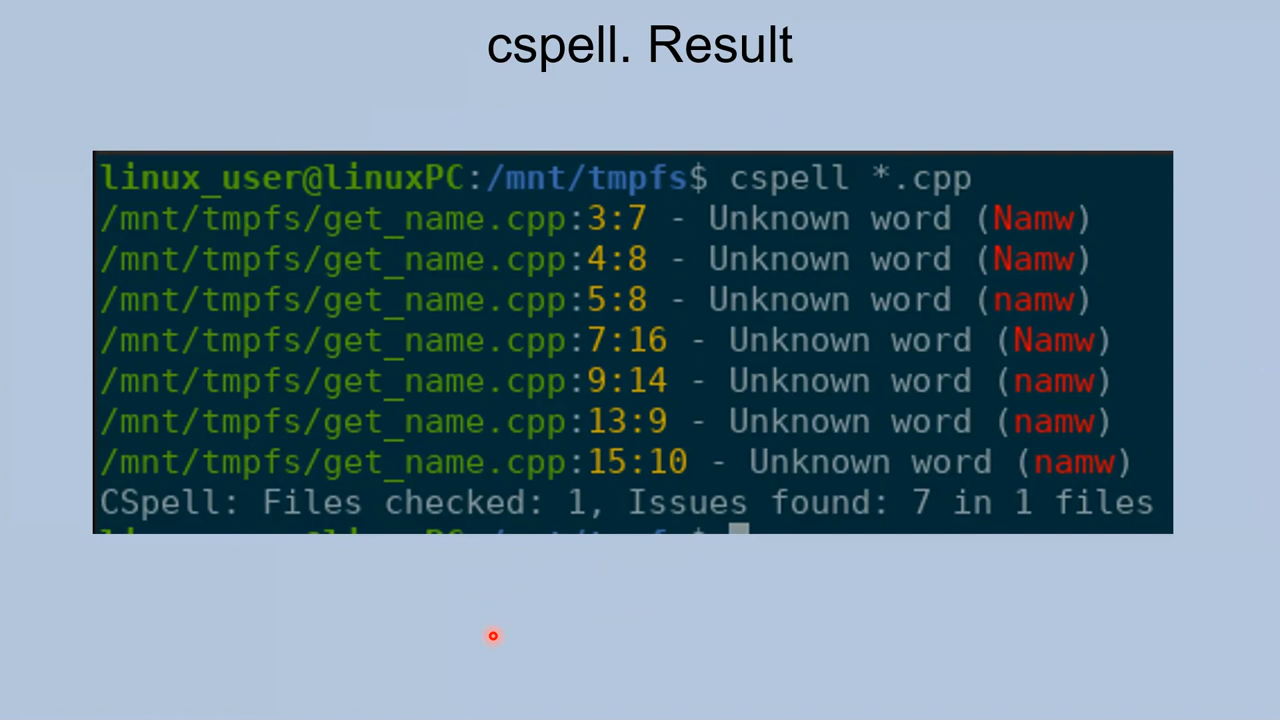 cspell. Result
linux_user@linuxPC:/mnt/tmpfs$ cspell *.cpp
/mnt/tmpfs/get_name.cpp:3:7 - Unknown word (Namw)
/mnt/tmpfs/get_name.cpp:4:8 - Unknown word (Namw)
/mnt/tmpfs/get_name.cpp:5:8 - Unknown word (namw)
/mnt/tmpfs/get_name.cpp:7:16 - Unknown word (Namw)
/mnt/tmpfs/get_name.cpp:9:14 - Unknown word (namw)
/mnt/tmpfs/get_name.cpp:13:9 - Unknown word (namw)
/mnt/tmpfs/get_name.cpp:15:10 - Unknown word (namw)
CSpell: Files checked: 1, Issues found: 7 in 1 files